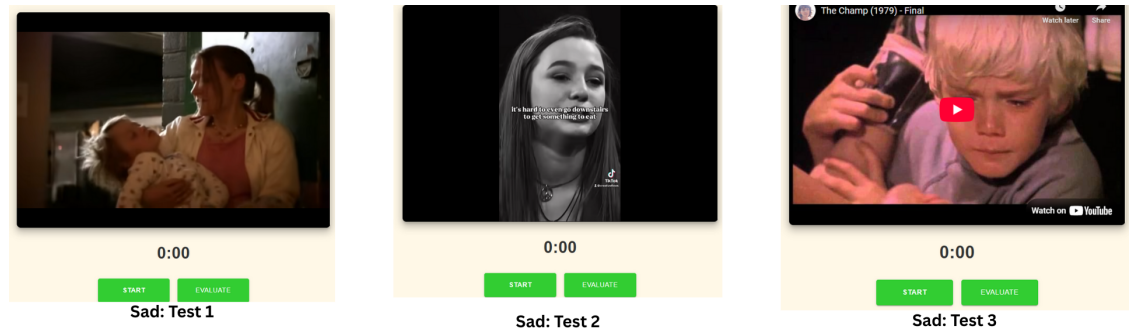 0:00
START EVALUATE
Sad: Test 1
it's hard to even go downstairs
to get something to eat
TikTok
0:00
START EVALUATE
Sad: Test 2
The Champ (1979) - Final
Watch later Share
Watch on YouTube
0:00
START EVALUATE
Sad: Test 3